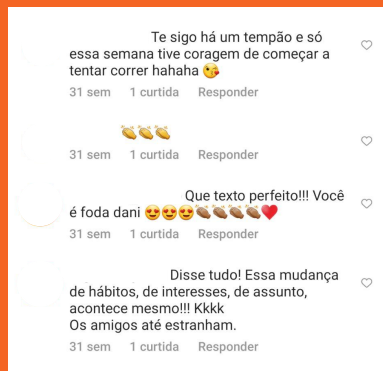 Te sigo há um tempão e só
essa semana tive coragem de começar a
tentar correr hahaha 😘
31 sem 1 curtida Responder
👏👏👏
31 sem 1 curtida Responder
Que texto perfeito!!! Você
é foda dani 😍😍😍👏🏾👏🏾👏🏾👏🏾❤️
31 sem 1 curtida Responder
Disse tudo! Essa mudança
de hábitos, de interesses, de assunto,
acontece mesmo!!! Kkkk
Os amigos até estranham.
31 sem 1 curtida Responder